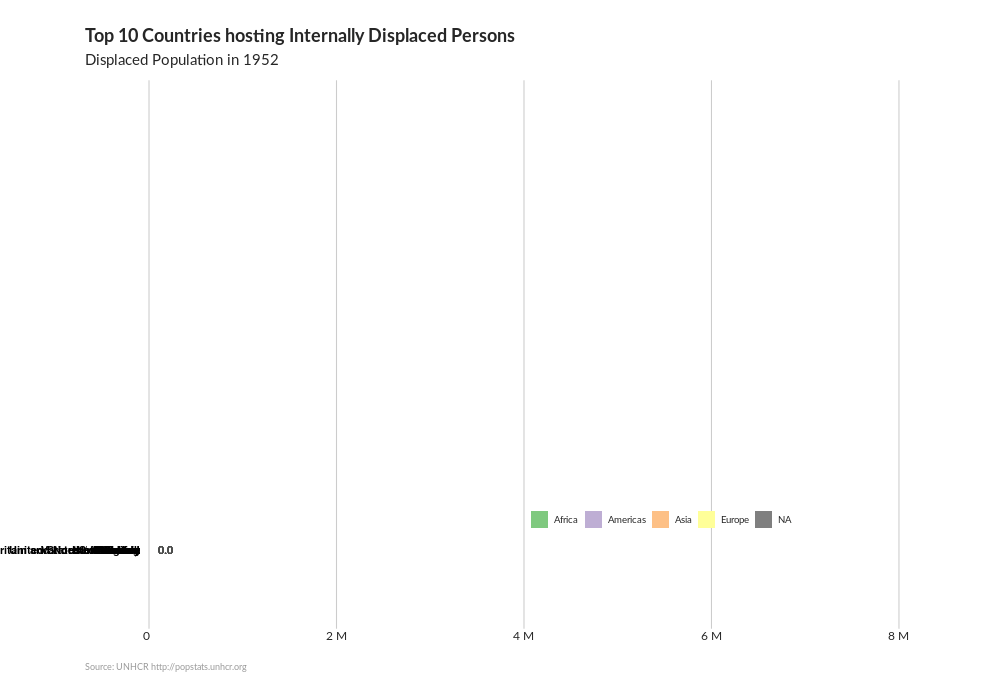 Top 10 Countries hosting Internally Displaced Persons
Displaced Population in 1952
Africa Americas Asia Europe NA
0.0
0 2 M 4 M 6 M 8 M
Source: UNHCR http://popstats.unhcr.org